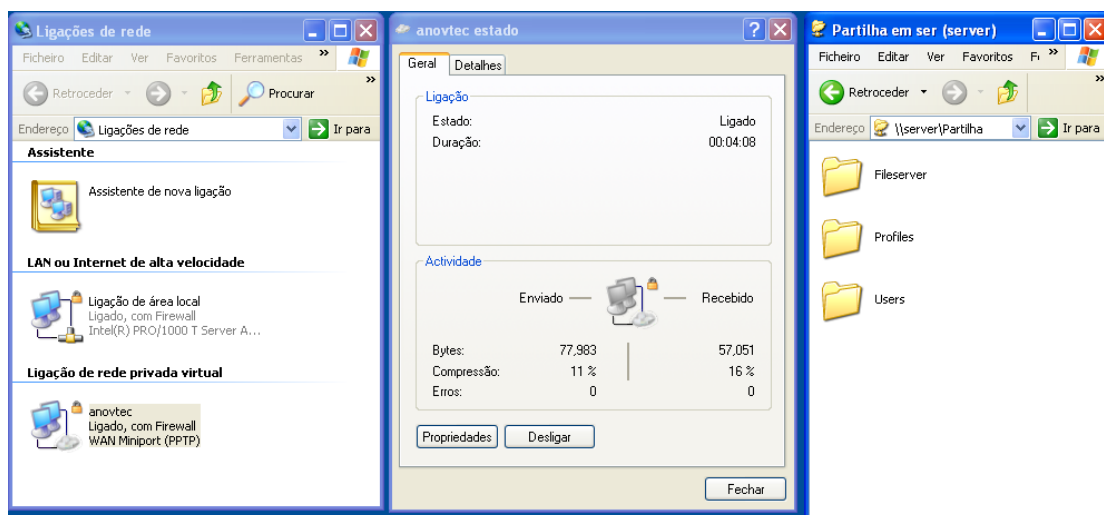 Ligações de rede
Ficheiro Editar Ver Favoritos Ferramentas »
Retroceder Procurar »
Endereço Ligações de rede Ir para
Assistente
Assistente de nova ligação
LAN ou Internet de alta velocidade
Ligação de área local
Ligado, com Firewall
Intel(R) PRO/1000 T Server A...
Ligação de rede privada virtual
anovtec
Ligado, com Firewall
WAN Miniport (PPTP)
anovtec estado
Geral Detalhes
Ligação
Estado: Ligado
Duração: 00:04:08
Actividade
Enviado Recebido
Bytes: 77,983 57,051
Compressão: 11 % 16 %
Erros: 0 0
Propriedades Desligar
Fechar
Partilha em ser (server)
Ficheiro Editar Ver Favoritos »
Retroceder »
Endereço \\server\Partilha Ir para
Fileserver
Profiles
Users